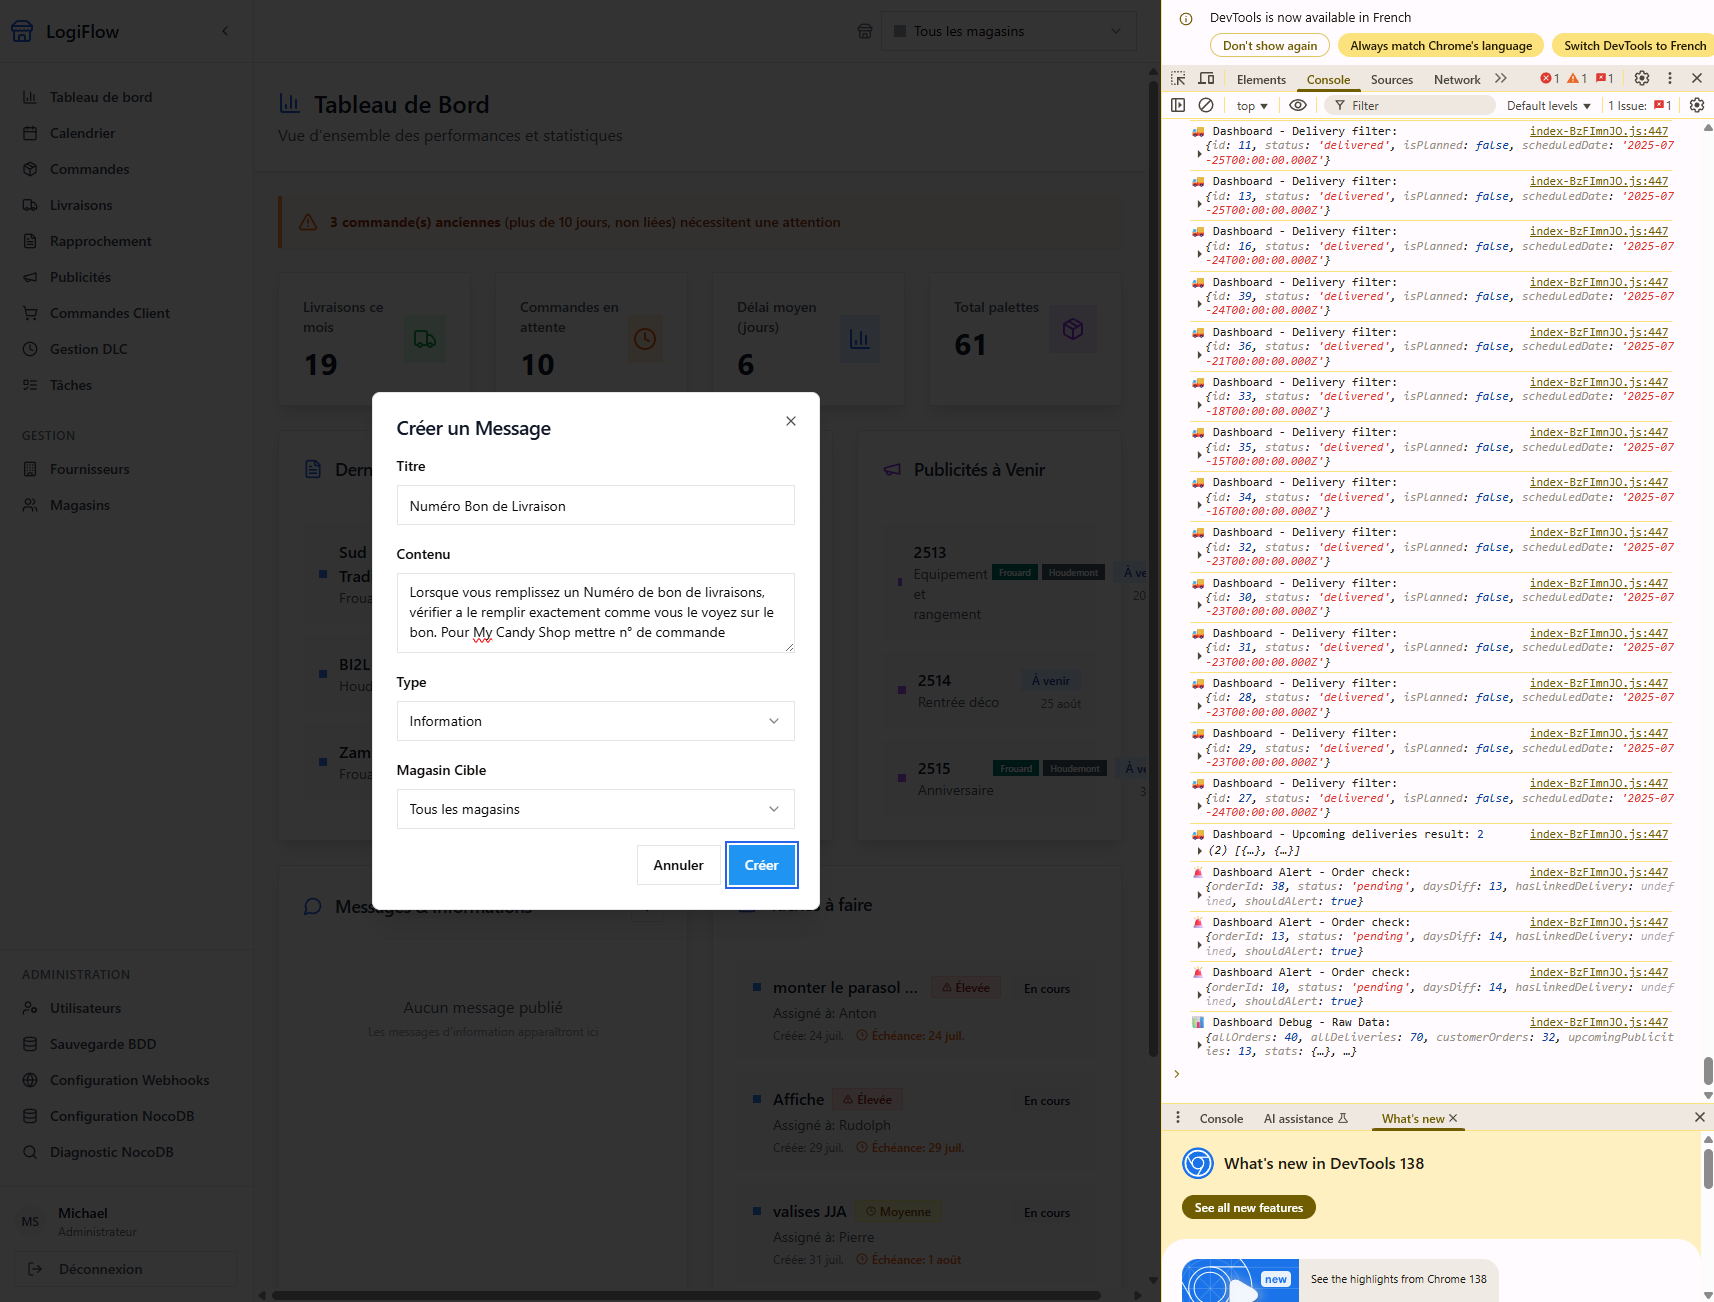 LogiFlow
Tous les magasins
Tableau de bord
Calendrier
Commandes
Livraisons
Rapprochement
Publicités
Commandes Client
Gestion DLC
Tâches
GESTION
Fournisseurs
Magasins
ADMINISTRATION
Utilisateurs
Sauvegarde BDD
Configuration Webhooks
Configuration NocoDB
Diagnostic NocoDB
MS
Michael
Administrateur
Déconnexion
Tableau de Bord
Vue d'ensemble des performances et statistiques
3 commande(s) anciennes (plus de 10 jours, non liées) nécessitent une attention
Livraisons ce
mois
19
Commandes en
attente
10
Délai moyen
(jours)
6
Total palettes
61
Dern
Sud
Trad
Froua
BI2L
Houd
Zam
Froua
Publicités à Venir
2513
Equipement
et
rangement
Frouard
Houdemont
À ve
20
2514
Rentrée déco
À venir
25 août
2515
Anniversaire
Frouard
Houdemont
À ve
3
Créer un Message
Titre
Numéro Bon de Livraison
Contenu
Lorsque vous remplissez un Numéro de bon de livraisons,
vérifier a le remplir exactement comme vous le voyez sur le
bon. Pour My Candy Shop mettre n° de commande
Type
Information
Magasin Cible
Tous les magasins
Annuler
Créer
Messages & Informations
Aucun message publié
Les messages d'information apparaîtront ici
à faire
monter le parasol ...
Élevée
En cours
Assigné à: Anton
Créée: 24 juil.
Échéance: 24 juil.
Affiche
Élevée
En cours
Assigné à: Rudolph
Créée: 29 juil.
Échéance: 29 juil.
valises JJA
Moyenne
En cours
Assigné à: Pierre
Créée: 31 juil.
Échéance: 1 août
DevTools is now available in French
Don't show again
Always match Chrome's language
Switch DevTools to French
Elements
Console
Sources
Network
1
1
1
top
Filter
Default levels
1 Issue: 1
Dashboard - Delivery filter: index-BzFImnJO.js:447
{id: 11, status: 'delivered', isPlanned: false, scheduledDate: '2025-07
-25T00:00:00.000Z'}
Dashboard - Delivery filter: index-BzFImnJO.js:447
{id: 13, status: 'delivered', isPlanned: false, scheduledDate: '2025-07
-25T00:00:00.000Z'}
Dashboard - Delivery filter: index-BzFImnJO.js:447
{id: 16, status: 'delivered', isPlanned: false, scheduledDate: '2025-07
-24T00:00:00.000Z'}
Dashboard - Delivery filter: index-BzFImnJO.js:447
{id: 39, status: 'delivered', isPlanned: false, scheduledDate: '2025-07
-24T00:00:00.000Z'}
Dashboard - Delivery filter: index-BzFImnJO.js:447
{id: 36, status: 'delivered', isPlanned: false, scheduledDate: '2025-07
-21T00:00:00.000Z'}
Dashboard - Delivery filter: index-BzFImnJO.js:447
{id: 33, status: 'delivered', isPlanned: false, scheduledDate: '2025-07
-18T00:00:00.000Z'}
Dashboard - Delivery filter: index-BzFImnJO.js:447
{id: 35, status: 'delivered', isPlanned: false, scheduledDate: '2025-07
-15T00:00:00.000Z'}
Dashboard - Delivery filter: index-BzFImnJO.js:447
{id: 34, status: 'delivered', isPlanned: false, scheduledDate: '2025-07
-16T00:00:00.000Z'}
Dashboard - Delivery filter: index-BzFImnJO.js:447
{id: 32, status: 'delivered', isPlanned: false, scheduledDate: '2025-07
-23T00:00:00.000Z'}
Dashboard - Delivery filter: index-BzFImnJO.js:447
{id: 30, status: 'delivered', isPlanned: false, scheduledDate: '2025-07
-23T00:00:00.000Z'}
Dashboard - Delivery filter: index-BzFImnJO.js:447
{id: 31, status: 'delivered', isPlanned: false, scheduledDate: '2025-07
-23T00:00:00.000Z'}
Dashboard - Delivery filter: index-BzFImnJO.js:447
{id: 28, status: 'delivered', isPlanned: false, scheduledDate: '2025-07
-23T00:00:00.000Z'}
Dashboard - Delivery filter: index-BzFImnJO.js:447
{id: 29, status: 'delivered', isPlanned: false, scheduledDate: '2025-07
-23T00:00:00.000Z'}
Dashboard - Delivery filter: index-BzFImnJO.js:447
{id: 27, status: 'delivered', isPlanned: false, scheduledDate: '2025-07
-24T00:00:00.000Z'}
Dashboard - Upcoming deliveries result: 2 index-BzFImnJO.js:447
(2) [{…}, {…}]
Dashboard Alert - Order check: index-BzFImnJO.js:447
{orderId: 38, status: 'pending', daysDiff: 13, hasLinkedDelivery: undef
ined, shouldAlert: true}
Dashboard Alert - Order check: index-BzFImnJO.js:447
{orderId: 13, status: 'pending', daysDiff: 14, hasLinkedDelivery: undef
ined, shouldAlert: true}
Dashboard Alert - Order check: index-BzFImnJO.js:447
{orderId: 10, status: 'pending', daysDiff: 14, hasLinkedDelivery: undef
ined, shouldAlert: true}
Dashboard Debug - Raw Data: index-BzFImnJO.js:447
{allOrders: 40, allDeliveries: 70, customerOrders: 32, upcomingPublicit
ies: 13, stats: {…}, …}
Console
AI assistance
What's new
What's new in DevTools 138
See all new features
new
See the highlights from Chrome 138